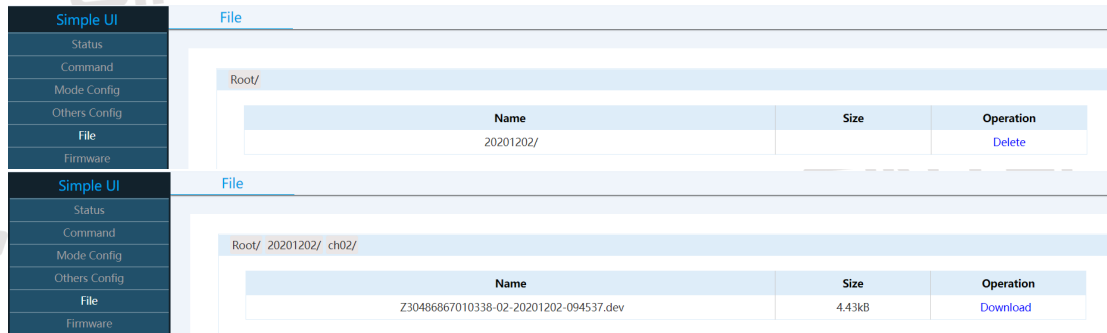 Simple UI
File
Status
Command
Mode Config
Others Config
File
Firmware
Root/
Name Size Operation
20201202/ Delete
Simple UI
File
Status
Command
Mode Config
Others Config
File
Firmware
Root/ 20201202/ ch02/
Name Size Operation
Z30486867010338-02-20201202-094537.dev 4.43kB Download